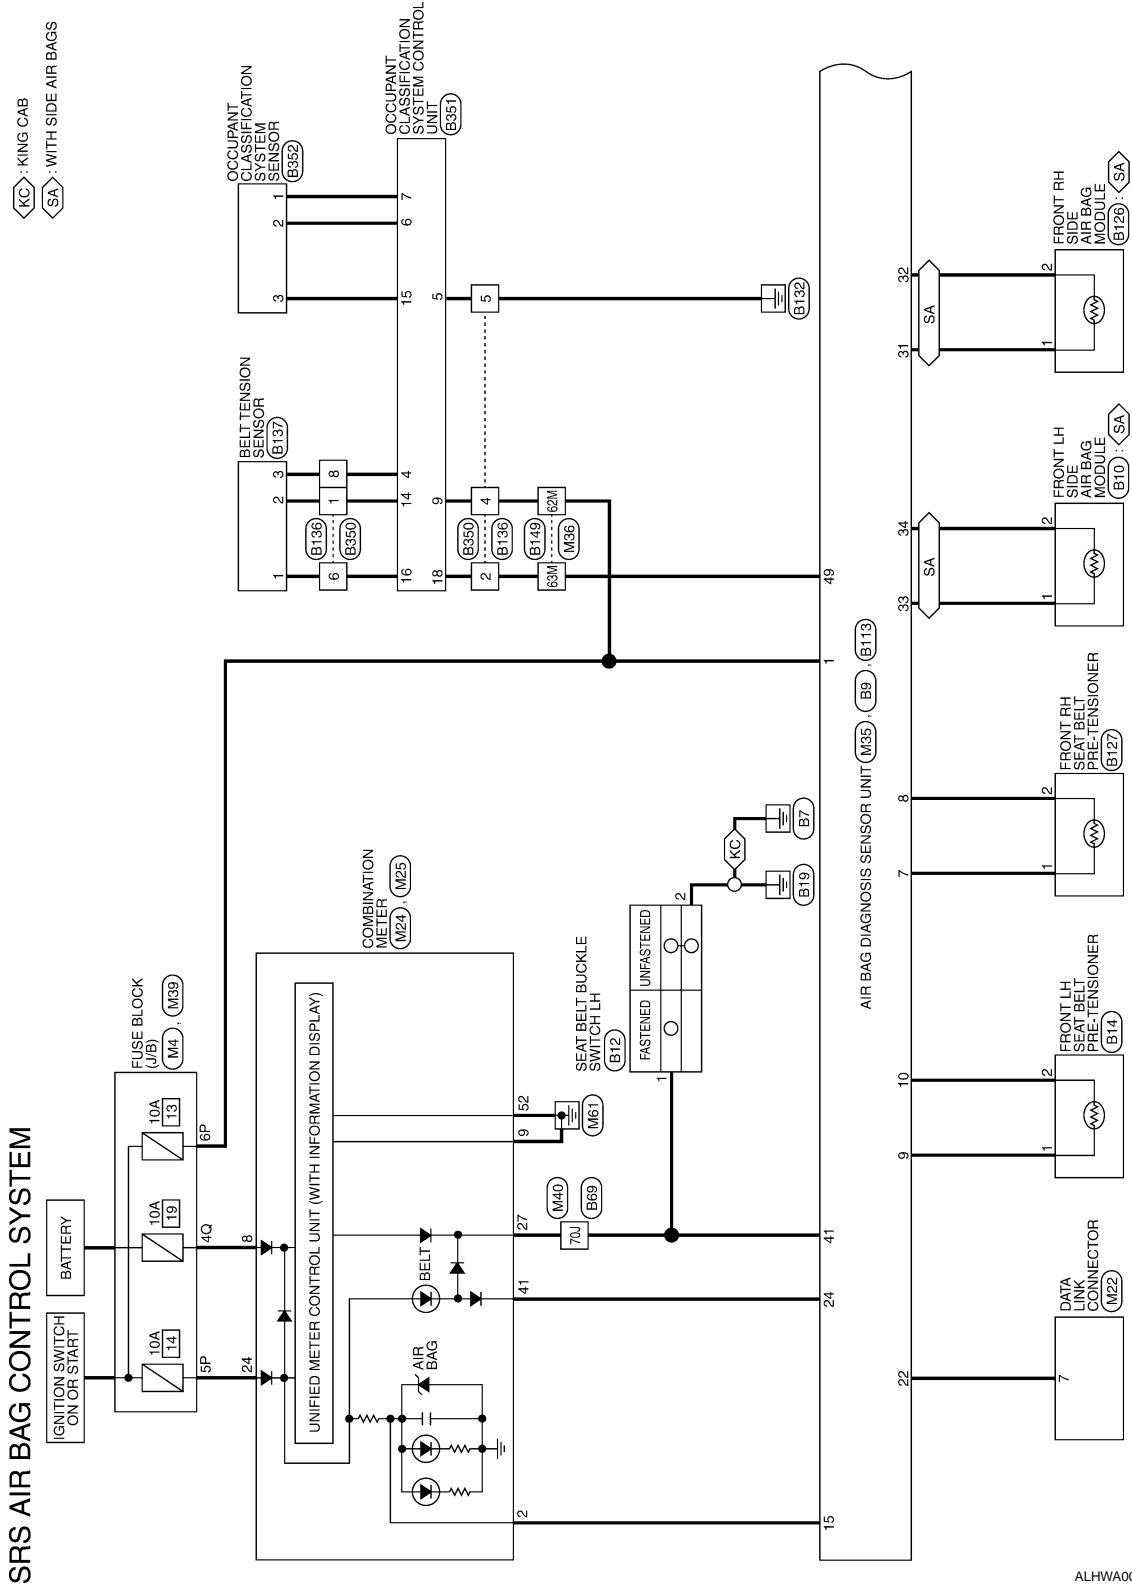 SRS AIR BAG CONTROL SYSTEM
KC : KING CAB
SA : WITH SIDE AIR BAGS
IGNITION SWITCH
ON OR START
BATTERY
FUSE BLOCK
(J/B)
M4 , M39
10A
14
10A
19
10A
13
5P
4Q
6P
24
8
COMBINATION
METER
M24 , M25
UNIFIED METER CONTROL UNIT (WITH INFORMATION DISPLAY)
AIR
BAG
BELT
2
41
27
9
52
M61
M40
70J
B69
SEAT BELT BUCKLE
SWITCH LH
B12
FASTENED
UNFASTENED
1
2
KC
B19
B7
BELT TENSION
SENSOR
B137
1
2
3
6
1
8
B136
B350
16
14
4
OCCUPANT
CLASSIFICATION
SYSTEM
SENSOR
B352
3
2
1
15
6
7
OCCUPANT
CLASSIFICATION
SYSTEM CONTROL
UNIT
B351
18
9
5
2
4
5
B350
B136
63M
62M
B149
M36
B132
15
24
41
1
49
AIR BAG DIAGNOSIS SENSOR UNIT M35 , B9 , B113
22
9
10
7
8
33
34
31
32
SA
SA
7
DATA
LINK
CONNECTOR
M22
1
2
FRONT LH
SEAT BELT
PRE-TENSIONER
B14
1
2
FRONT RH
SEAT BELT
PRE-TENSIONER
B127
1
2
FRONT LH
SIDE
AIR BAG
MODULE
B10 : SA
1
2
FRONT RH
SIDE
AIR BAG
MODULE
B126 : SA